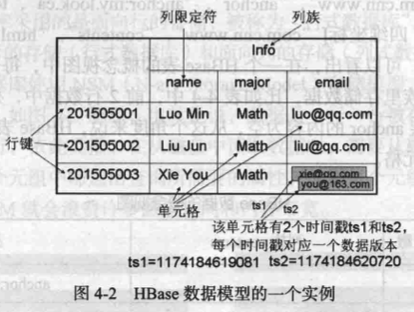 列限定符
列族
Info
name major email
201505001 Luo Min Math luo@qq.com
行键
201505002 Liu Jun Math liu@qq.com
201505003 Xie You Math xie@qq.com
you@163.com
单元格
ts1 ts2
该单元格有2个时间戳ts1和ts2,
每个时间戳对应一个数据版本
ts1=1174184619081 ts2=1174184620720
图 4-2 HBase 数据模型的一个实例